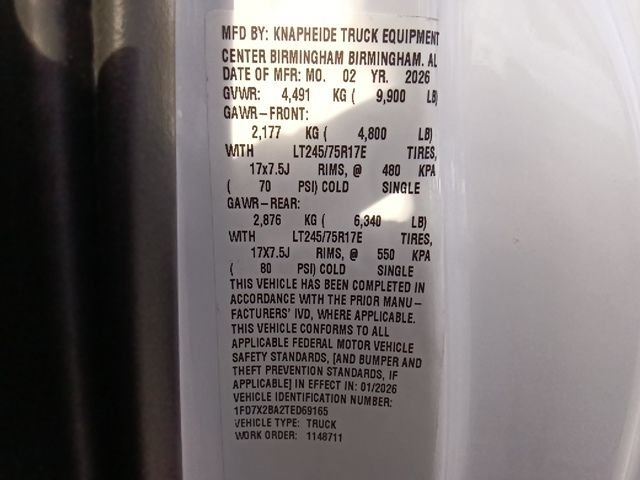 MFD BY: KNAPHEIDE TRUCK EQUIPMENT
CENTER BIRMINGHAM BIRMINGHAM, AL
DATE OF MFR: MO. 02 YR. 2026
GVWR: 4,491 KG ( 9,900 LB)
GAWR-FRONT:
2,177 KG ( 4,800 LB)
WITH LT245/75R17E TIRES,
17x7.5J RIMS, @ 480 KPA
( 70 PSI) COLD SINGLE
GAWR-REAR:
2,876 KG ( 6,340 LB)
WITH LT245/75R17E TIRES,
17X7.5J RIMS, @ 550 KPA
( 80 PSI) COLD SINGLE
THIS VEHICLE HAS BEEN COMPLETED IN
ACCORDANCE WITH THE PRIOR MANU-
FACTURERS' IVD, WHERE APPLICABLE.
THIS VEHICLE CONFORMS TO ALL
APPLICABLE FEDERAL MOTOR VEHICLE
SAFETY STANDARDS, [AND BUMPER AND
THEFT PREVENTION STANDARDS, IF
APPLICABLE] IN EFFECT IN: 01/2026
VEHICLE IDENTIFICATION NUMBER:
1FD7X2BA2TED69165
VEHICLE TYPE: TRUCK
WORK ORDER: 1148711